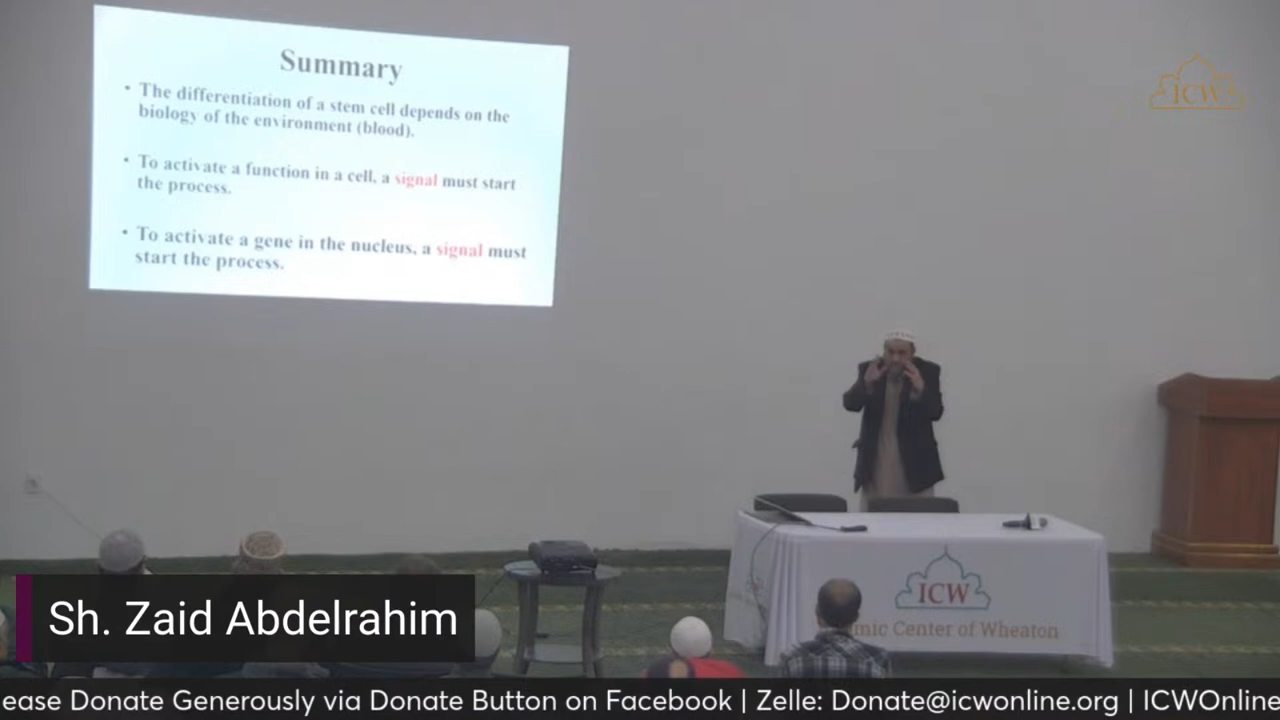 Summary
• The differentiation of a stem cell depends on the
biology of the environment (blood).
• To activate a function in a cell, a signal must start
the process.
• To activate a gene in the nucleus, a signal must
start the process.
ICW
ICW
mic Center of Wheaton
Sh. Zaid Abdelrahim
ease Donate Generously via Donate Button on Facebook | Zelle: Donate@icwonline.org | ICWOnline